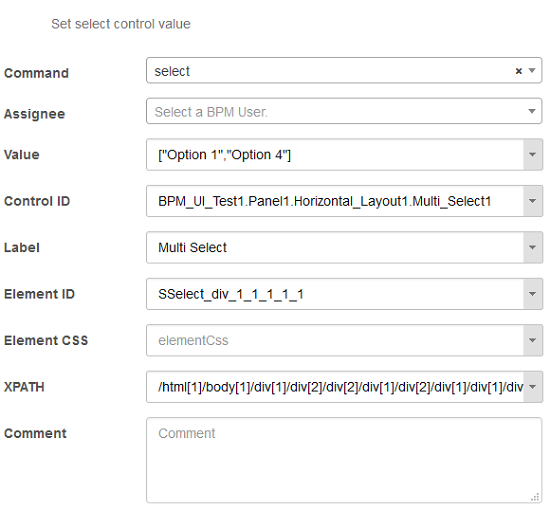 Set select control value
Command select ×
Assignee Select a BPM User.
Value ["Option 1","Option 4"]
Control ID BPM_UI_Test1.Panel1.Horizontal_Layout1.Multi_Select1
Label Multi Select
Element ID SSelect_div_1_1_1_1_1
Element CSS elementCss
XPATH /html[1]/body[1]/div[1]/div[2]/div[2]/div[1]/div[2]/div[1]/div[1]/div
Comment Comment